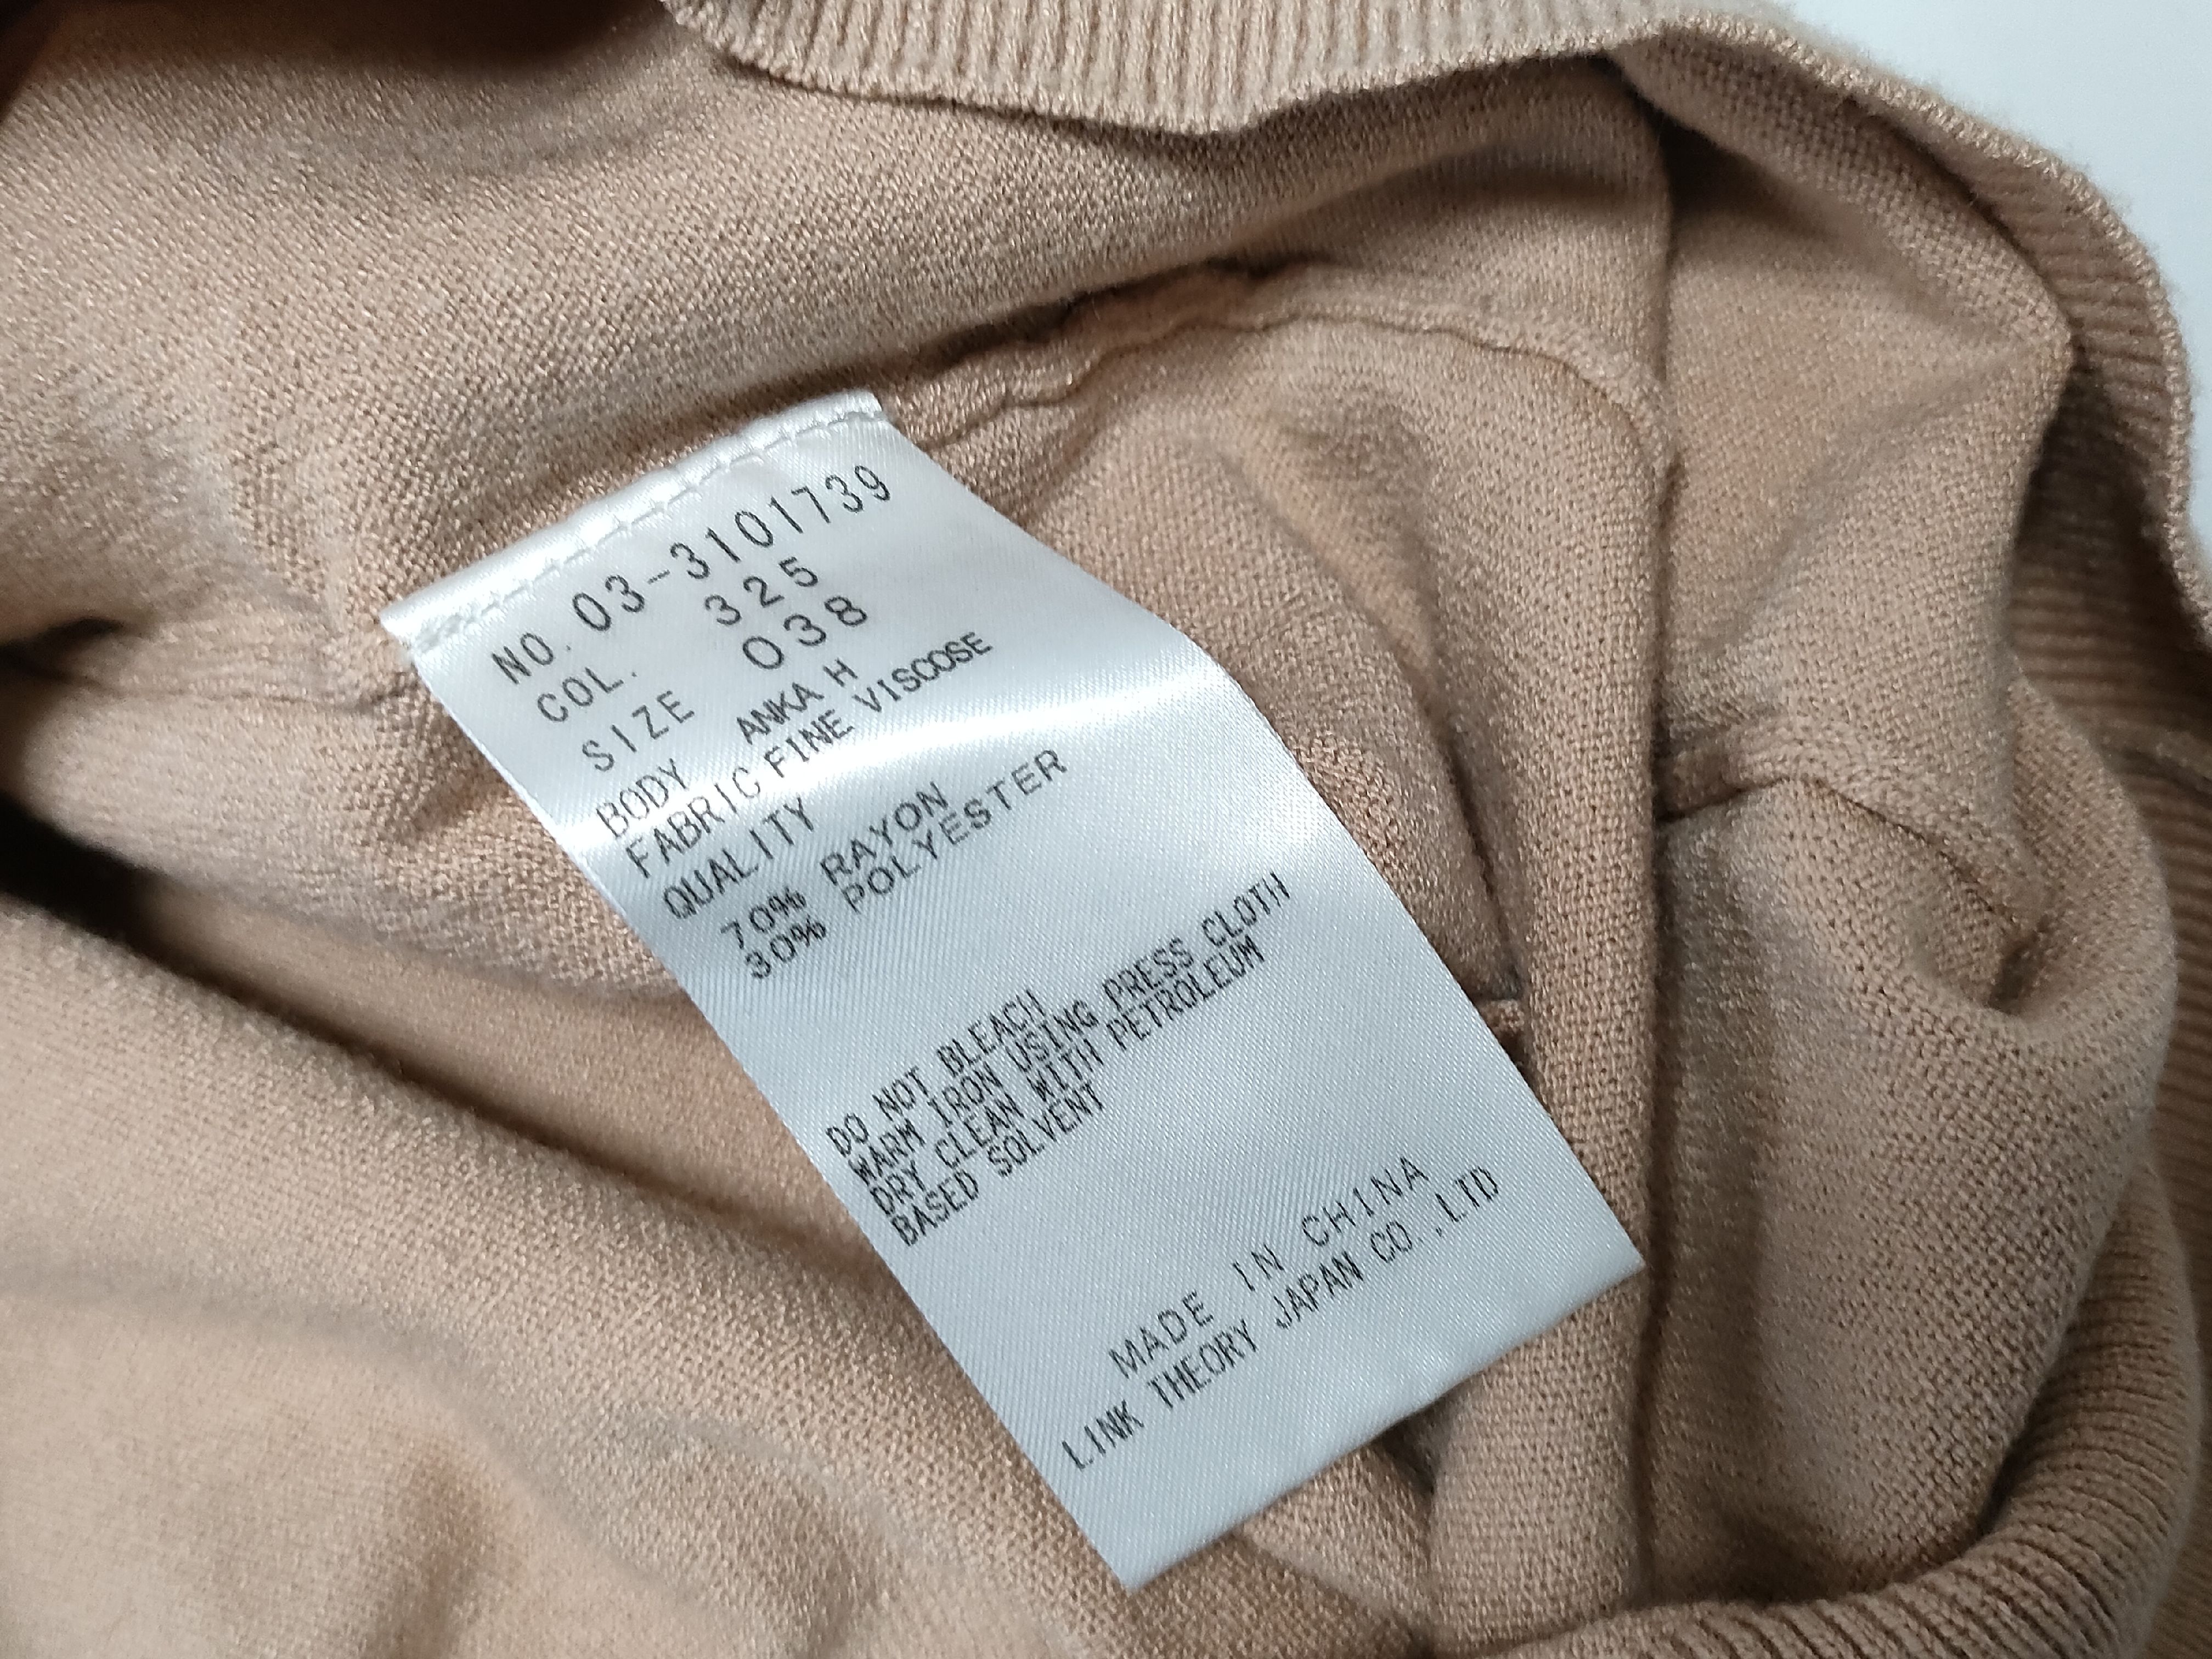 NO. 03-3101739
COL. 325
SIZE 038
BODY ANKA H
FABRIC FINE VISCOSE
QUALITY
70% RAYON
30% POLYESTER
DO NOT BLEACH
WARM IRON USING PRESS CLOTH
DRY CLEAN WITH PETROLEUM
BASED SOLVENT
MADE IN CHINA
LINK THEORY JAPAN CO.,LTD